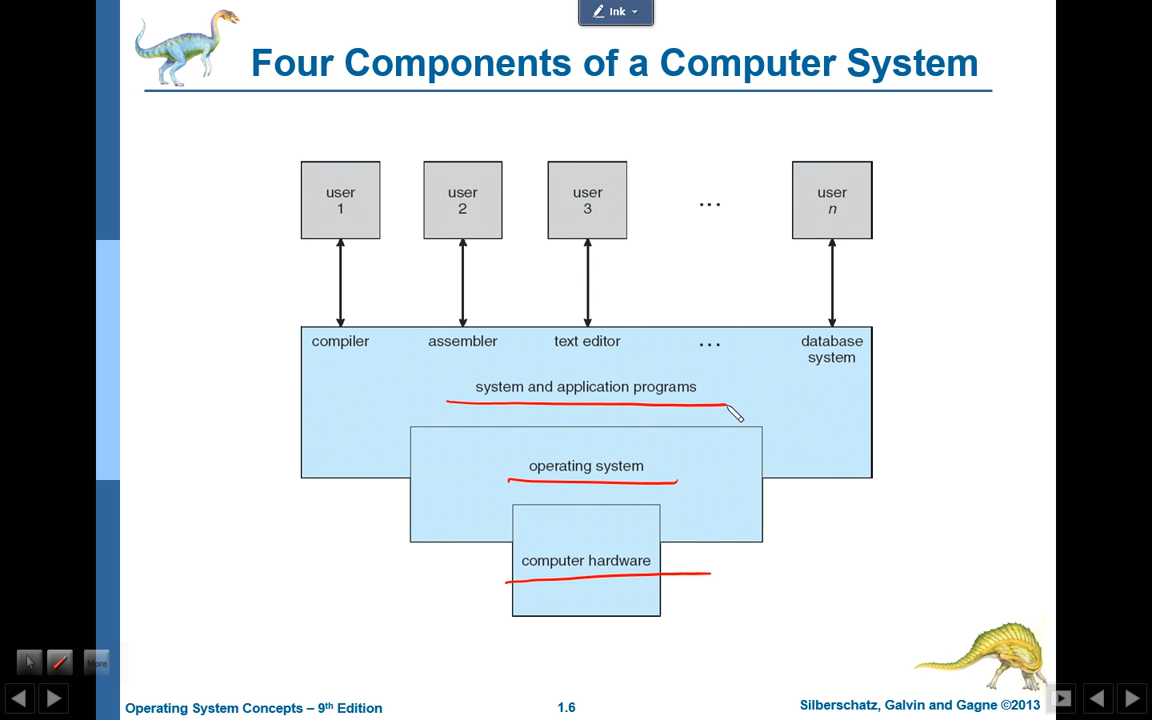 Ink
Four Components of a Computer System
user
1
user
2
user
3
...
user
n
compiler
assembler
text editor
...
database
system
system and application programs
operating system
computer hardware
More
Operating System Concepts – 9th Edition
1.6
Silberschatz, Galvin and Gagne ©2013